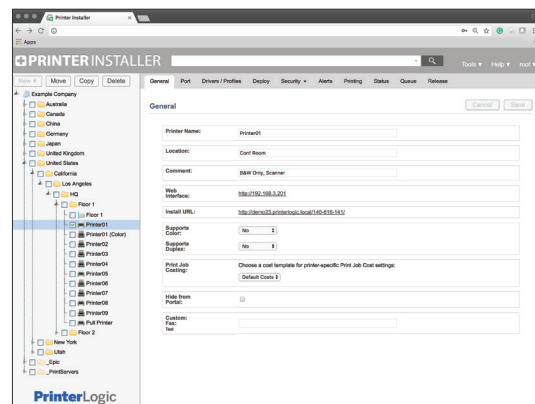 Printer Installer
Apps
PRINTER INSTALLER
Tools Help root
New Move Copy Delete
General Port Drivers / Profiles Deploy Security Alerts Printing Status Queue Release
Example Company
Australia
Canada
China
Germany
Japan
United Kingdom
United States
California
Los Angeles
HQ
Floor 1
Floor 1
Printer01
Printer01 (Color)
Printer02
Printer03
Printer04
Printer05
Printer06
Printer07
Printer08
Printer09
Pull Printer
Floor 2
New York
Utah
_Epic
_PrintServers
PrinterLogic
General
Cancel Save
Printer Name: Printer01
Location: Conf Room
Comment: B&W Only, Scanner
Web Interface: http://192.168.3.201
Install URL: http://demo23.printerlogic.local/140-616-141/
Supports Color: No
Supports Duplex: No
Print Job Costing: Choose a cost template for printer-specific Print Job Cost settings:
Default Costs
Hide from Portal:
Custom:
Fax:
Text